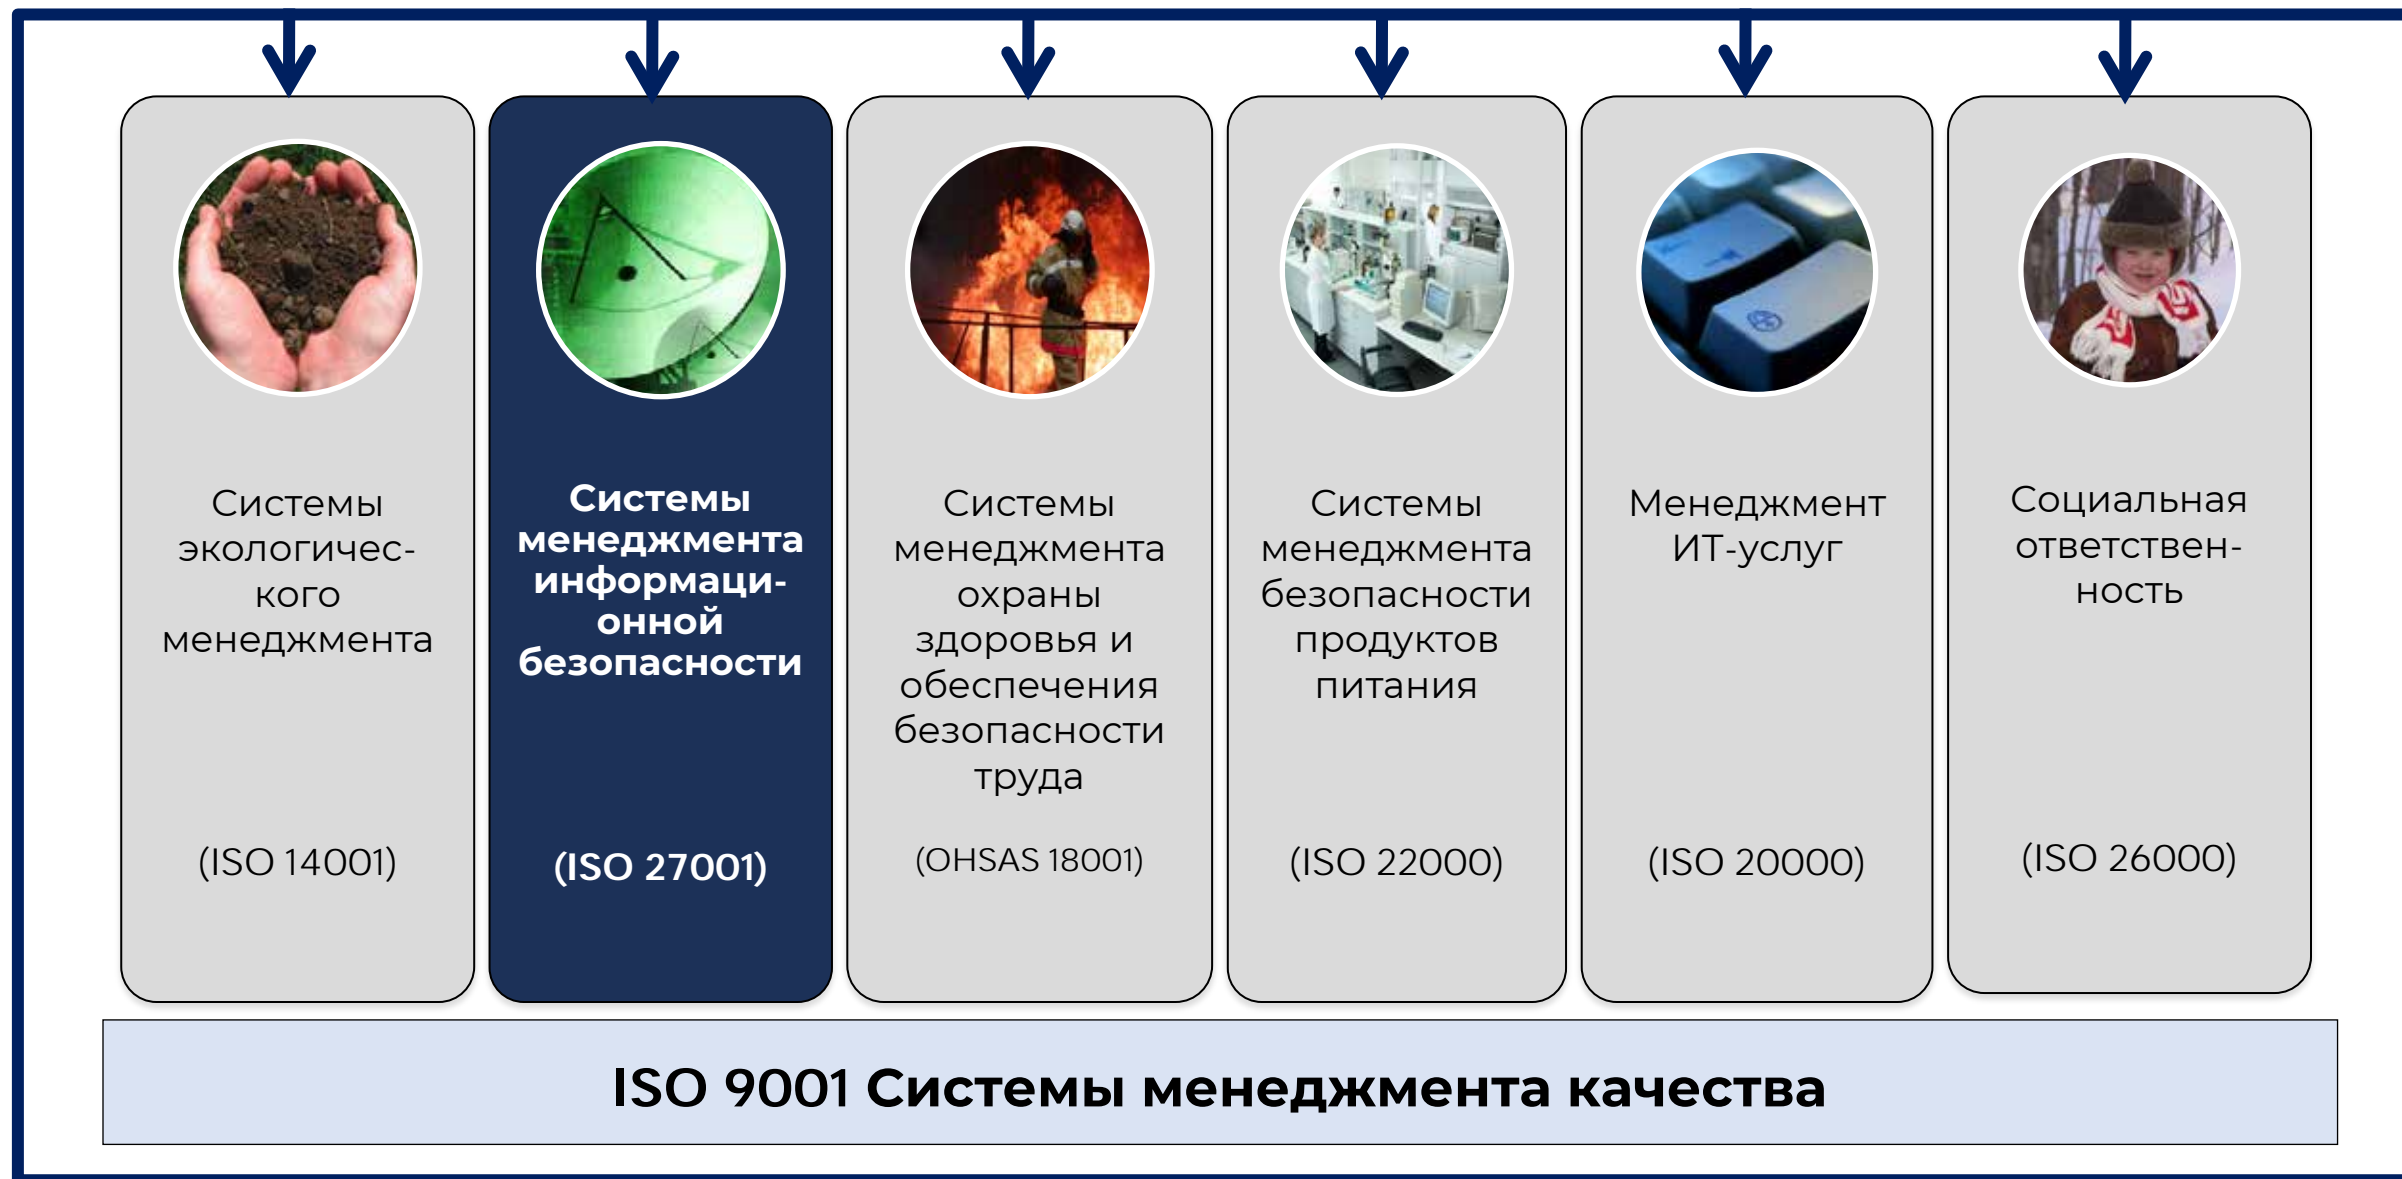 Системы
экологичес-
кого
менеджмента
(ISO 14001)
Системы
менеджмента
информаци-
онной
безопасности
(ISO 27001)
Системы
менеджмента
охраны
здоровья и
обеспечения
безопасности
труда
(OHSAS 18001)
Системы
менеджмента
безопасности
продуктов
питания
(ISO 22000)
Менеджмент
ИТ-услуг
(ISO 20000)
Социальная
ответствен-
ность
(ISO 26000)
ISO 9001 Системы менеджмента качества